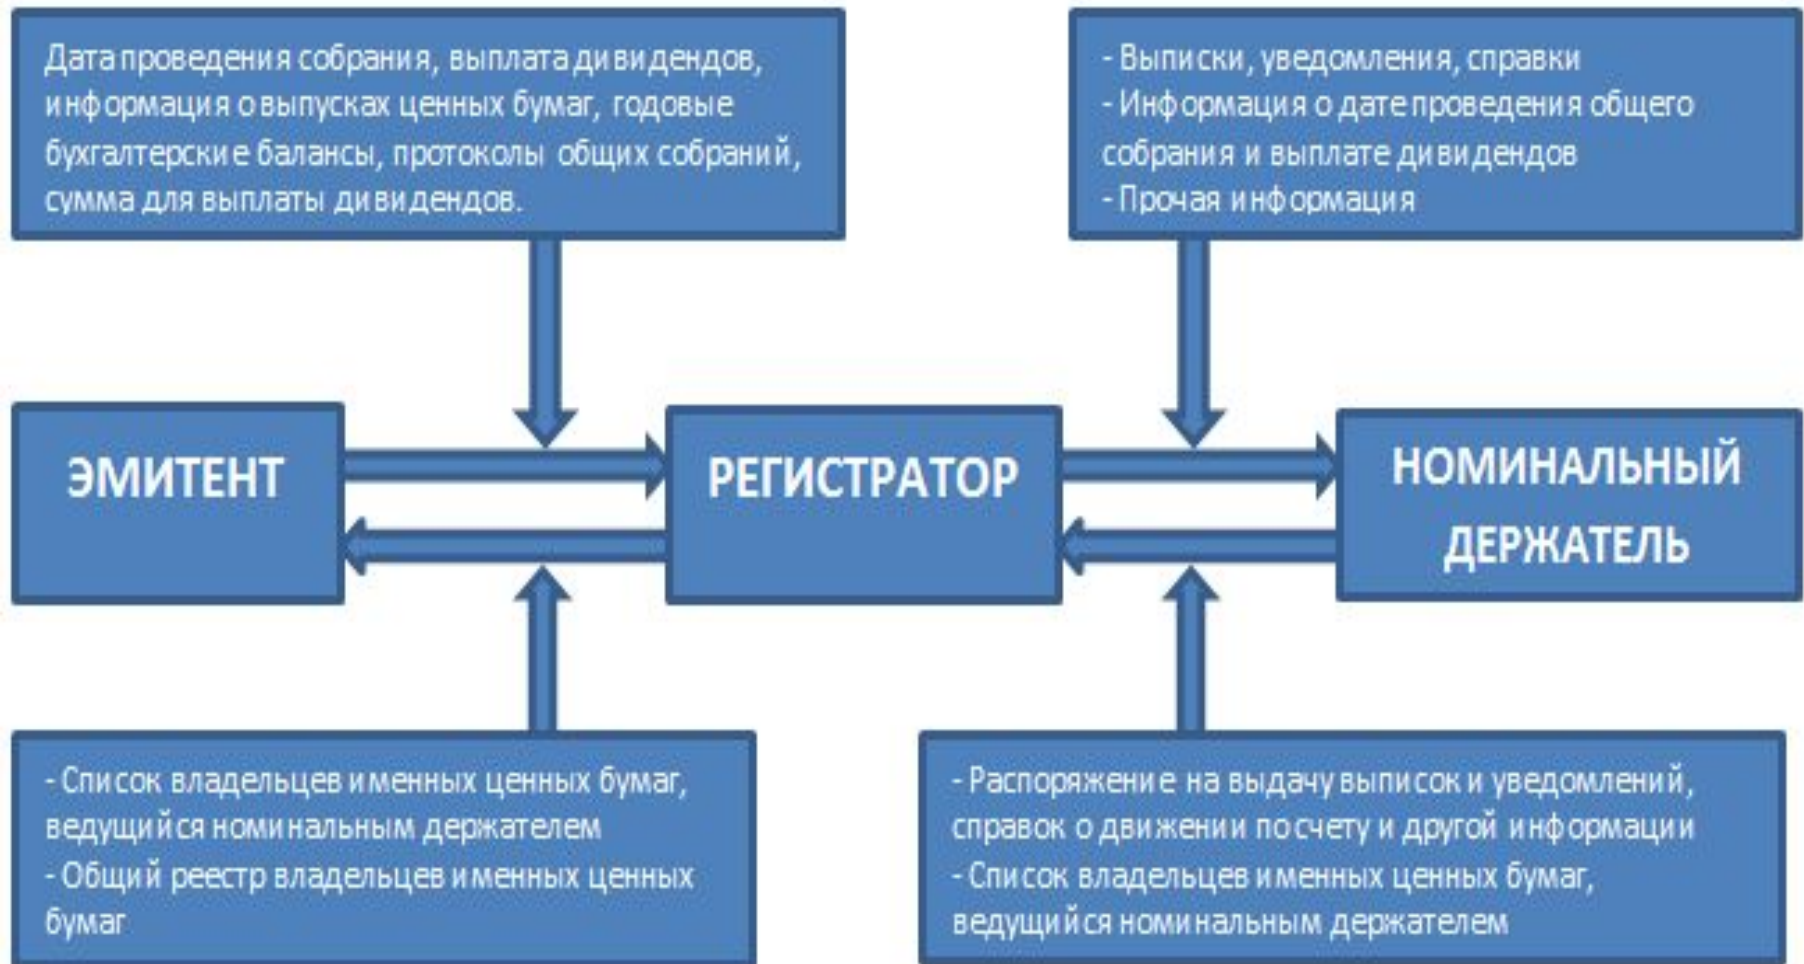 Дата проведения собрания, выплата дивидендов,
информация о выпусках ценных бумаг, годовые
бухгалтерские балансы, протоколы общих собраний,
сумма для выплаты дивидендов.
- Выписки, уведомления, справки
- Информация о дате проведения общего
собрания и выплате дивидендов
- Прочая информация
ЭМИТЕНТ
РЕГИСТРАТОР
НОМИНАЛЬНЫЙ
ДЕРЖАТЕЛЬ
- Список владельцев именных ценных бумаг,
ведущийся номинальным держателем
- Общий реестр владельцев именных ценных
бумаг
- Распоряжение на выдачу выписок и уведомлений,
справок о движении по счету и другой информации
- Список владельцев именных ценных бумаг,
ведущийся номинальным держателем